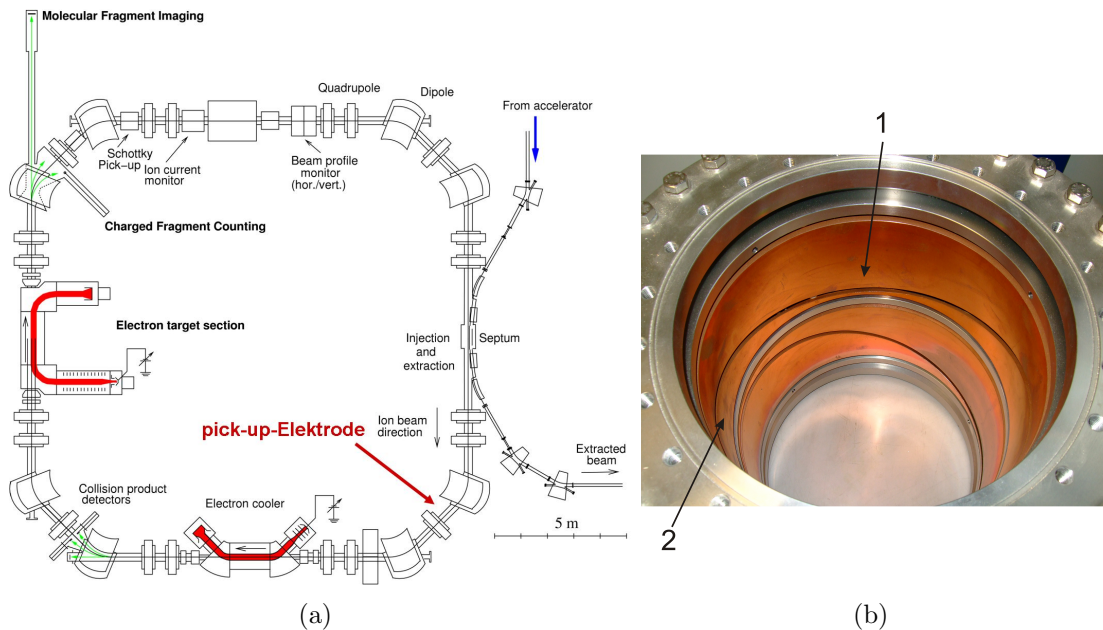 Molecular Fragment Imaging
Quadrupole
Dipole
From accelerator
Schottky
Pick-up
Ion current
monitor
Beam profile
monitor
(hor./vert.)
Charged Fragment Counting
Electron target section
Injection and
extraction
Septum
pick-up-Elektrode
Ion beam
direction
Extracted
beam
Collision product
detectors
Electron cooler
5 m
(a)
1
2
(b)